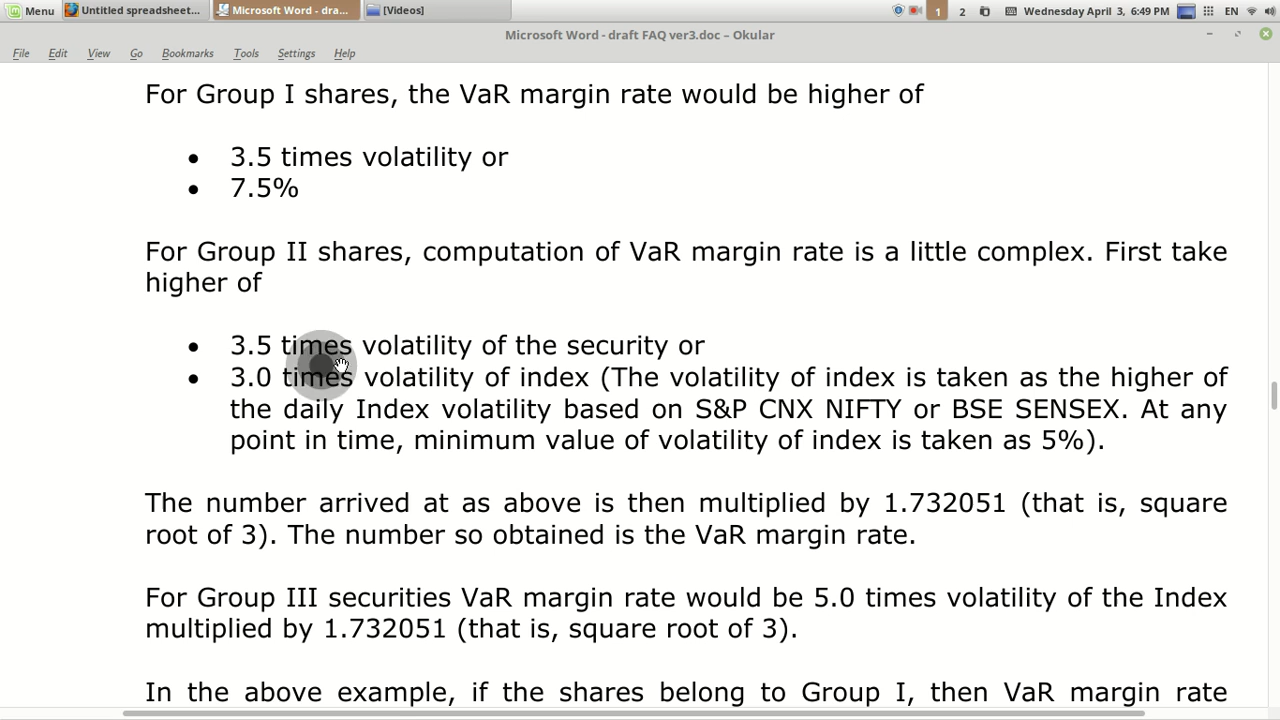 Menu Untitled spreadsheet... Microsoft Word - dra... [Videos] 1 2 Wednesday April 3, 6:49 PM EN
Microsoft Word - draft FAQ ver3.doc – Okular
File Edit View Go Bookmarks Tools Settings Help
For Group I shares, the VaR margin rate would be higher of
• 3.5 times volatility or
• 7.5%
For Group II shares, computation of VaR margin rate is a little complex. First take
higher of
• 3.5 times volatility of the security or
• 3.0 times volatility of index (The volatility of index is taken as the higher of
the daily Index volatility based on S&P CNX NIFTY or BSE SENSEX. At any
point in time, minimum value of volatility of index is taken as 5%).
The number arrived at as above is then multiplied by 1.732051 (that is, square
root of 3). The number so obtained is the VaR margin rate.
For Group III securities VaR margin rate would be 5.0 times volatility of the Index
multiplied by 1.732051 (that is, square root of 3).
In the above example, if the shares belong to Group I, then VaR margin rate